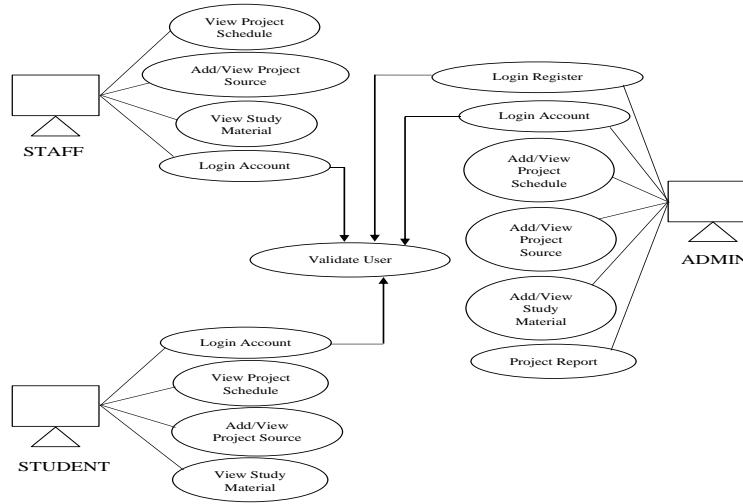 View Project
Schedule
Add/View Project
Source
View Study
Material
Login Account
STAFF
Login Register
Login Account
Add/View
Project
Schedule
Add/View
Project
Source
Add/View
Study
Material
Project Report
ADMIN
Validate User
Login Account
View Project
Schedule
Add/View
Project Source
View Study
Material
STUDENT